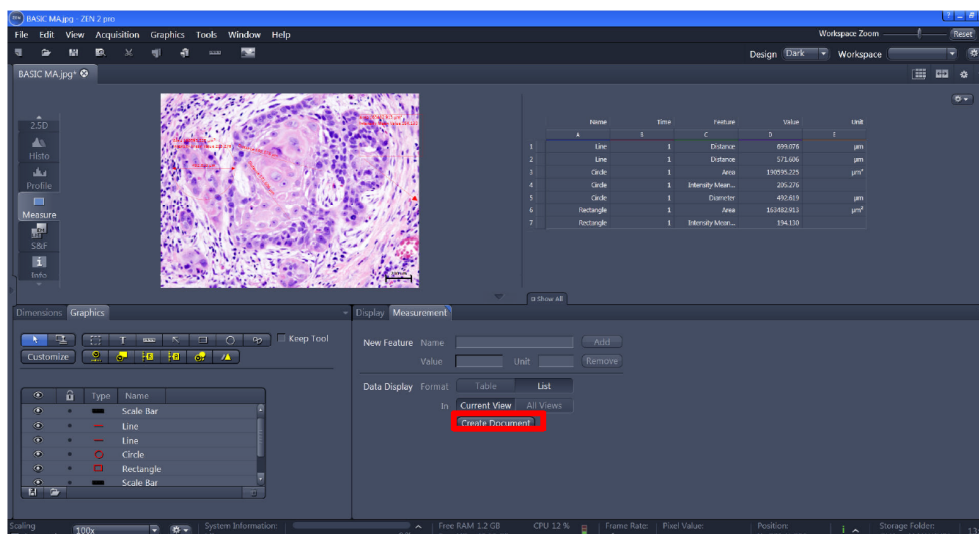 BASIC MA.jpg - ZEN 2 pro
File Edit View Acquisition Graphics Tools Window Help
Workspace Zoom Reset
Design Dark Workspace
BASIC MA.jpg*
2.5D
Histo
Profile
Measure
S&F
Info
Name Time Feature Value Unit
A B C D E
1 Line 1 Distance 699.076 µm
2 Line 1 Distance 571.606 µm
3 Circle 1 Area 190595.225 µm²
4 Circle 1 Intensity Mean... 205.276
5 Circle 1 Diameter 492.619 µm
6 Rectangle 1 Area 163482.913 µm²
7 Rectangle 1 Intensity Mean... 194.130
Show All
Dimensions Graphics
Keep Tool
Customize
Type Name
Scale Bar
Line
Line
Circle
Rectangle
Scale Bar
Display Measurement
New Feature Name Add
Value Unit Remove
Data Display Format Table List
In Current View All Views
Create Document
Scaling 100x System Information: Free RAM 1.2 GB CPU 12 % Frame Rate: Pixel Value: Position: Storage Folder: